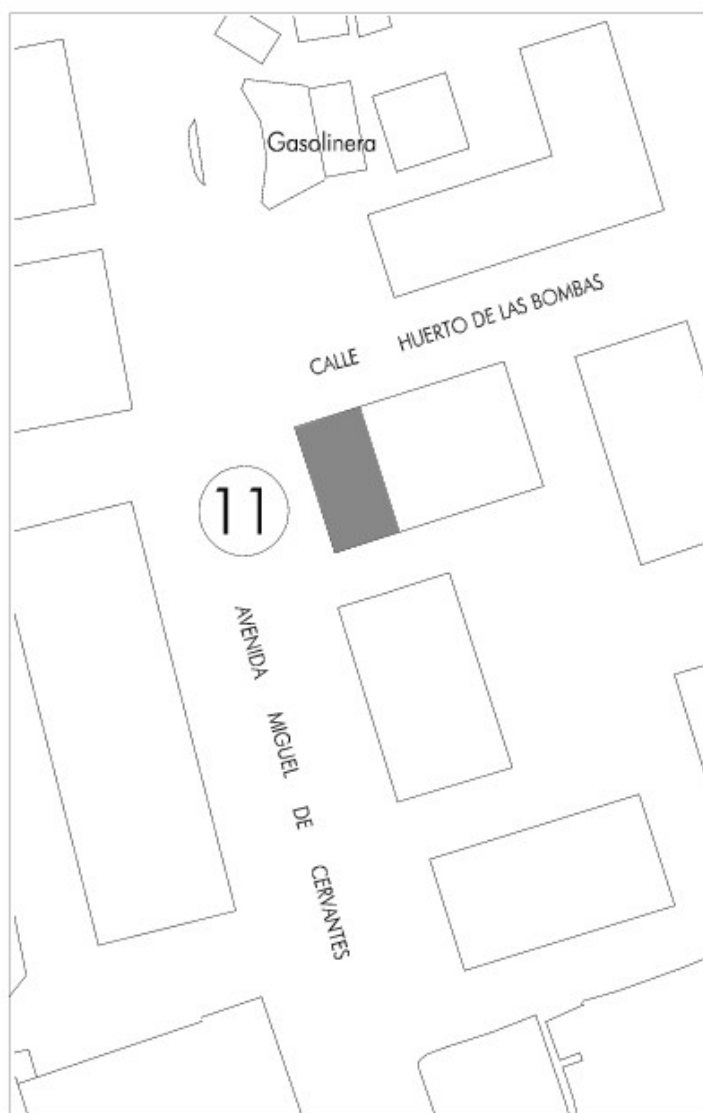 Gasolinera
CALLE HUERTO DE LAS BOMBAS
11
AVENIDA MIGUEL DE CERVANTES